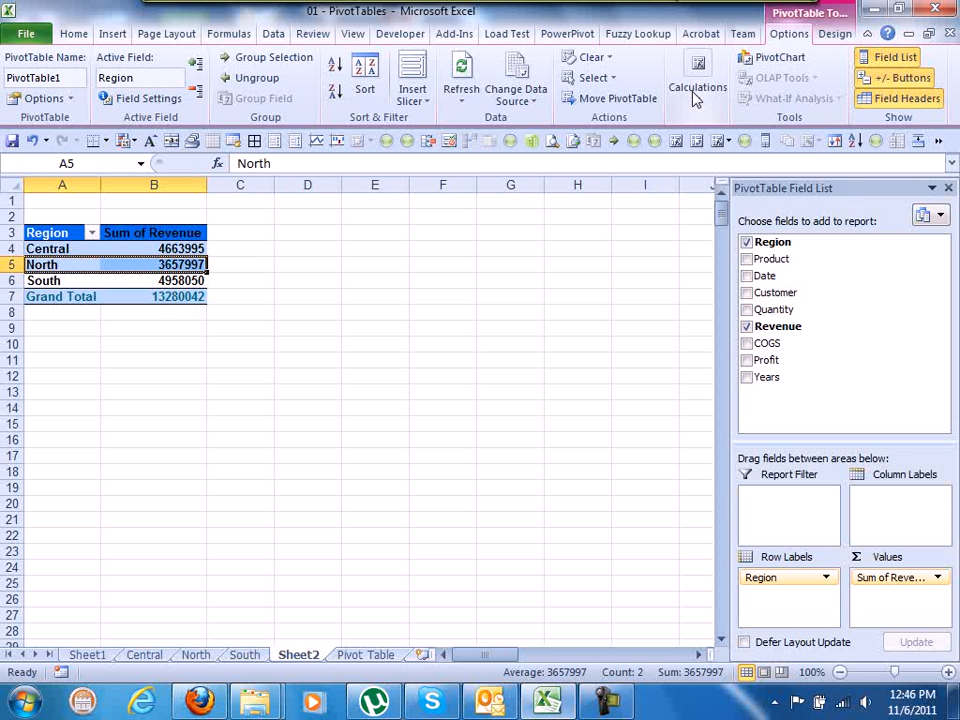 01 - PivotTables - Microsoft Excel
PivotTable To...
File Home Insert Page Layout Formulas Data Review View Developer Add-Ins Load Test PowerPivot Fuzzy Lookup Acrobat Team Options Design
PivotTable Name:
PivotTable1
Options
PivotTable
Active Field:
Region
Field Settings
Active Field
Group Selection
Ungroup
Group Field
Group
Sort
Insert Slicer
Sort & Filter
Refresh
Change Data Source
Data
Clear
Select
Move PivotTable
Actions
Calculations
PivotChart
OLAP Tools
What-If Analysis
Tools
Field List
+/- Buttons
Field Headers
Show
A5 fx North
A B C D E F G H I
1
2
3 Region Sum of Revenue
4 Central 4663995
5 North 3657997
6 South 4958050
7 Grand Total 13280042
8
9
10
11
12
13
14
15
16
17
18
19
20
21
22
23
24
25
26
27
28
PivotTable Field List
Choose fields to add to report:
Region
Product
Date
Customer
Quantity
Revenue
COGS
Profit
Years
Drag fields between areas below:
Report Filter Column Labels
Row Labels Σ Values
Region Sum of Reve...
Defer Layout Update Update
Sheet1 Central North South Sheet2 Pivot Table
Ready Average: 3657997 Count: 2 Sum: 3657997 100%
12:46 PM
11/6/2011